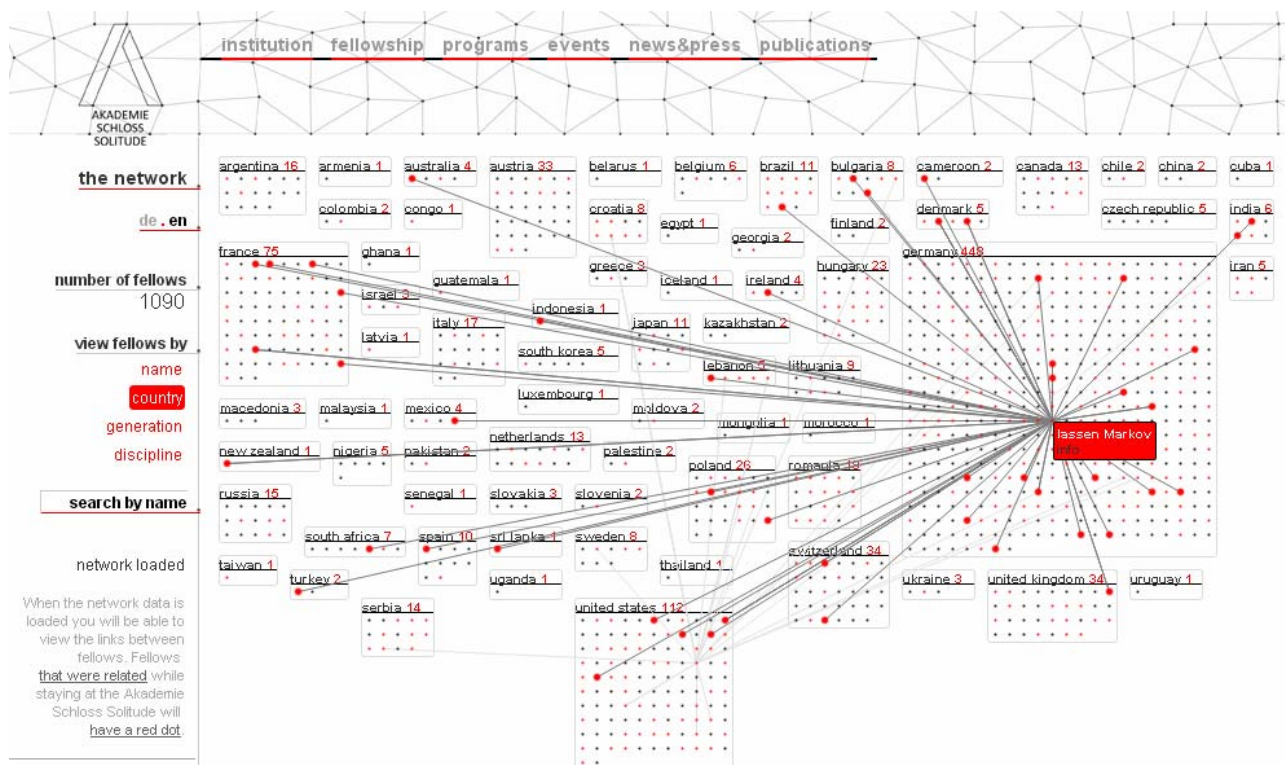 institution fellowship programs events news&press publications
AKADEMIE
SCHLOSS
SOLITUDE
the network
de.en
number of fellows
1090
view fellows by
name
country
generation
discipline
search by name
network loaded
When the network data is
loaded you will be able to
view the links between
fellows. Fellows
that were related while
staying at the Akademie
Schloss Solitude will
have a red dot.
argentina 16 armenia 1 australia 4 austria 33 belarus 1 belgium 6 brazil 11 bulgaria 8 cameroon 2 canada 13 chile 2 china 2 cuba 1
colombia 2 congo 1 croatia 8 egypt 1 georgia 2 finland 2 denmark 5 czech republic 5 india 6
france 75 ghana 1 guatemala 1 greece 3 iceland 1 ireland 4 hungary 23 germany 448 iran 5
israel 3 indonesia 1
latvia 1 italy 17 south korea 5 japan 11 kazakhstan 2
lebanon 5 lithuania 9
luxembourg 1
macedonia 3 malaysia 1 mexico 4 moldova 2 mongolia 1 morocco 1
Iassen Markov
info
new zealand 1 nigeria 5 pakistan 2 netherlands 13 palestine 2 poland 26 romania 19
russia 15 senegal 1 slovakia 3 slovenia 2
south africa 7 spain 10 sri lanka 1 sweden 8 switzerland 34
taiwan 1 turkey 2 uganda 1 thailand 1 ukraine 3 united kingdom 34 uruguay 1
serbia 14 united states 112